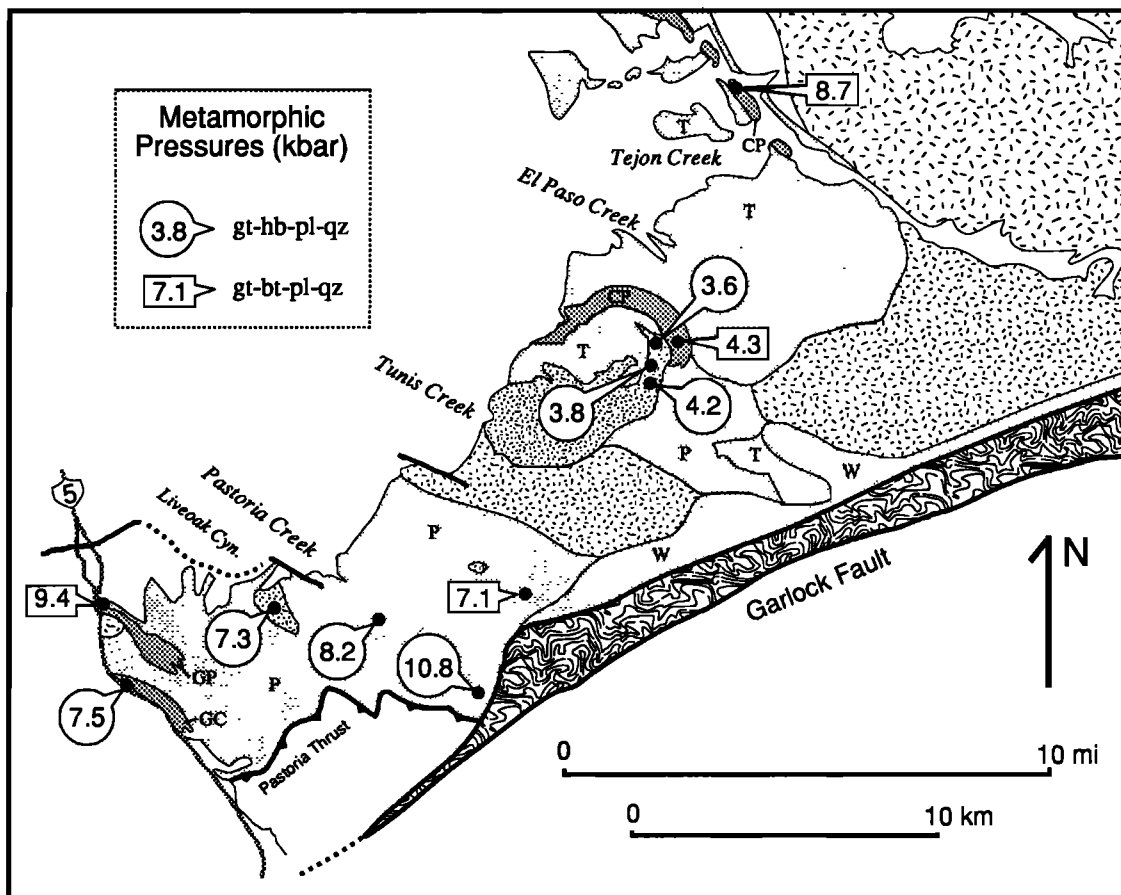 Metamorphic
Pressures (kbar)
3.8 gt-hb-pl-qz
7.1 gt-bt-pl-qz
8.7
T
CP
Tejon Creek
El Paso Creek
T
CP
3.6
4.3
T
Tunis Creek
3.8
4.2
P
T
W
5
Pastoria Creek
Liveoak Cyn.
P
W
N
Garlock Fault
9.4
7.3
8.2
7.1
10.8
GP
P
7.5
GC
Pastoria Thrust
0 10 mi
0 10 km